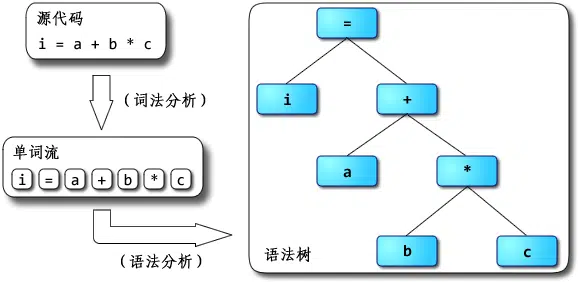 源代码
i = a + b * c
(词法分析)
单词流
i = a + b * c
(语法分析)
=
i +
a *
b c
语法树